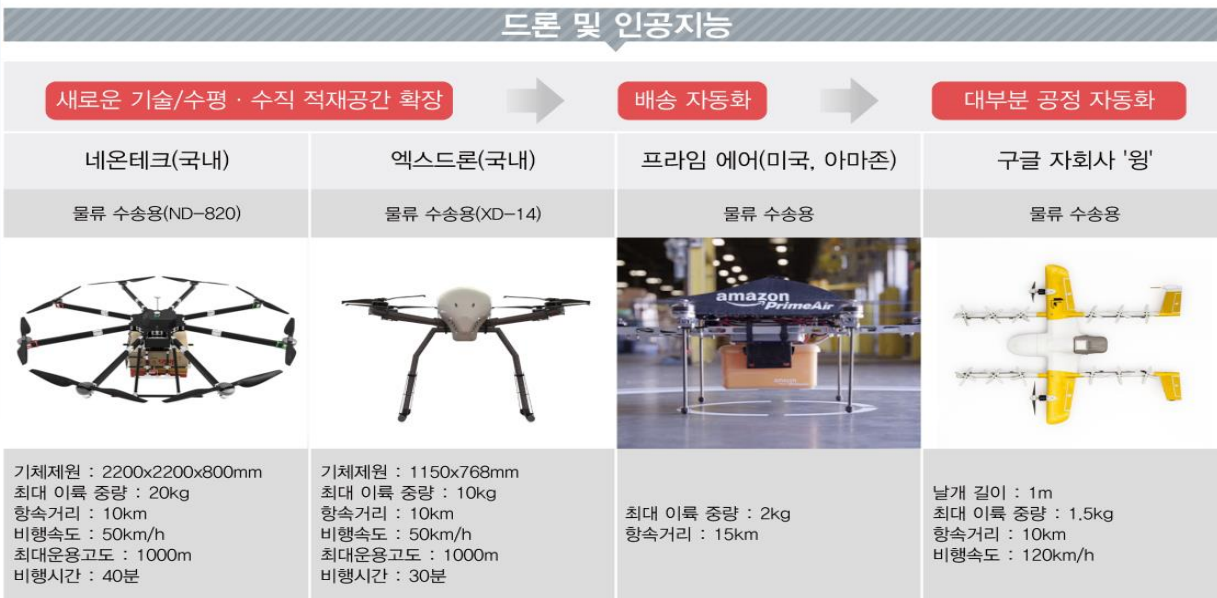 드론 및 인공지능
새로운 기술/수평 · 수직 적재공간 확장
배송 자동화
대부분 공정 자동화
네온테크(국내)
엑스드론(국내)
프라임 에어(미국, 아마존)
구글 자회사 '윙'
물류 수송용(ND-820)
물류 수송용(XD-14)
물류 수송용
물류 수송용
amazon
PrimeAir
amazon
기체제원 : 2200x2200x800mm
최대 이륙 중량 : 20kg
항속거리 : 10km
비행속도 : 50km/h
최대운용고도 : 1000m
비행시간 : 40분
기체제원 : 1150x768mm
최대 이륙 중량 : 10kg
항속거리 : 10km
비행속도 : 50km/h
최대운용고도 : 1000m
비행시간 : 30분
최대 이륙 중량 : 2kg
항속거리 : 15km
날개 길이 : 1m
최대 이륙 중량 : 1.5kg
항속거리 : 10km
비행속도 : 120km/h